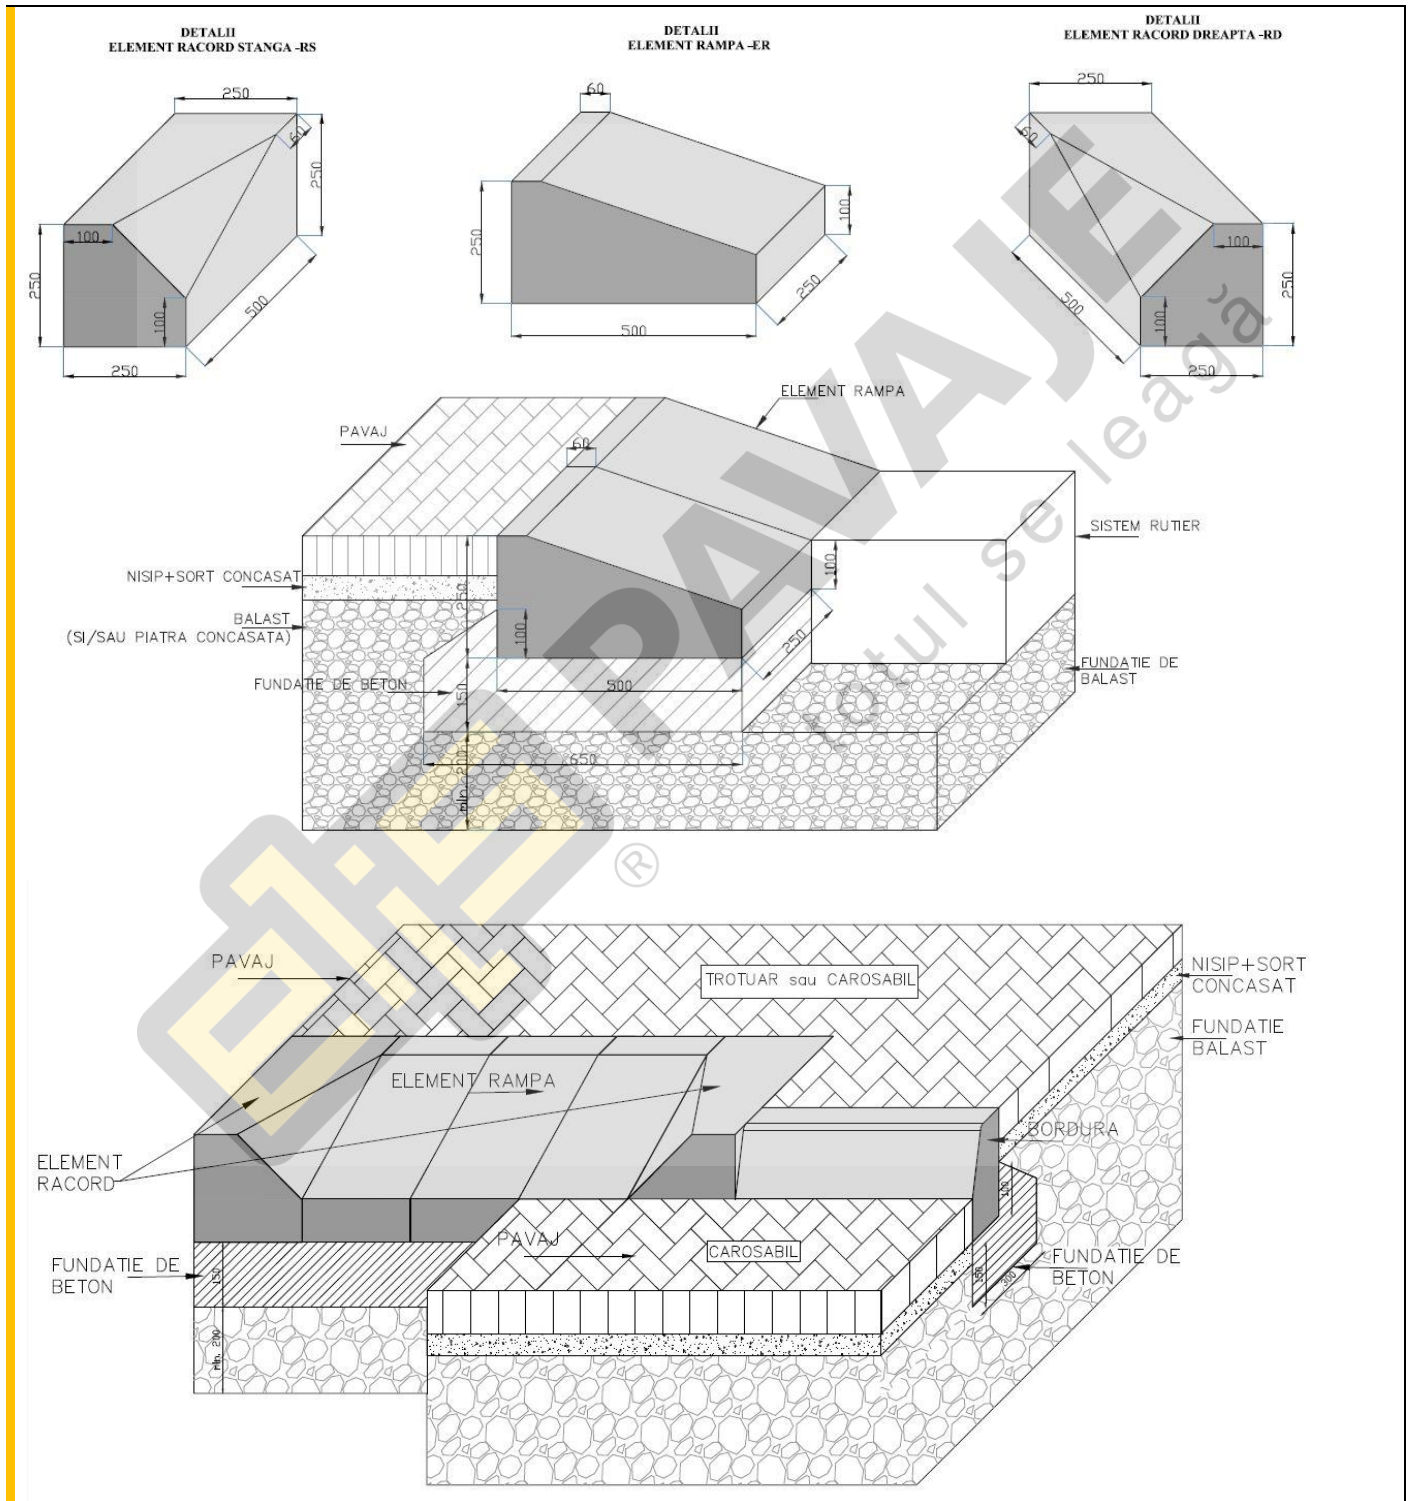 DETALII
ELEMENT RACORD STANGA -RS
DETALII
ELEMENT RAMPA -ER
DETALII
ELEMENT RACORD DREAPTA -RD
250
60
250
100
250
100
500
250
60
250
100
250
500
250
60
100
250
500
100
250
ELEMENT RAMPA
PAVAJ
60
SISTEM RUTIER
NISIP+SORT CONCASAT
250
100
BALAST
(SI/SAU PIATRA CONCASATA)
100
250
FUNDATIE DE BETON
500
150
FUNDATIE DE
BALAST
650
min. 200
PAVAJE
totul se leagă
elis
®
PAVAJ
TROTUAR sau CAROSABIL
NISIP+SORT
CONCASAT
FUNDATIE
BALAST
ELEMENT RAMPA
BORDURA
ELEMENT
RACORD
100
PAVAJ
CAROSABIL
FUNDATIE DE
BETON
150
150
300
FUNDATIE DE
BETON
min. 200